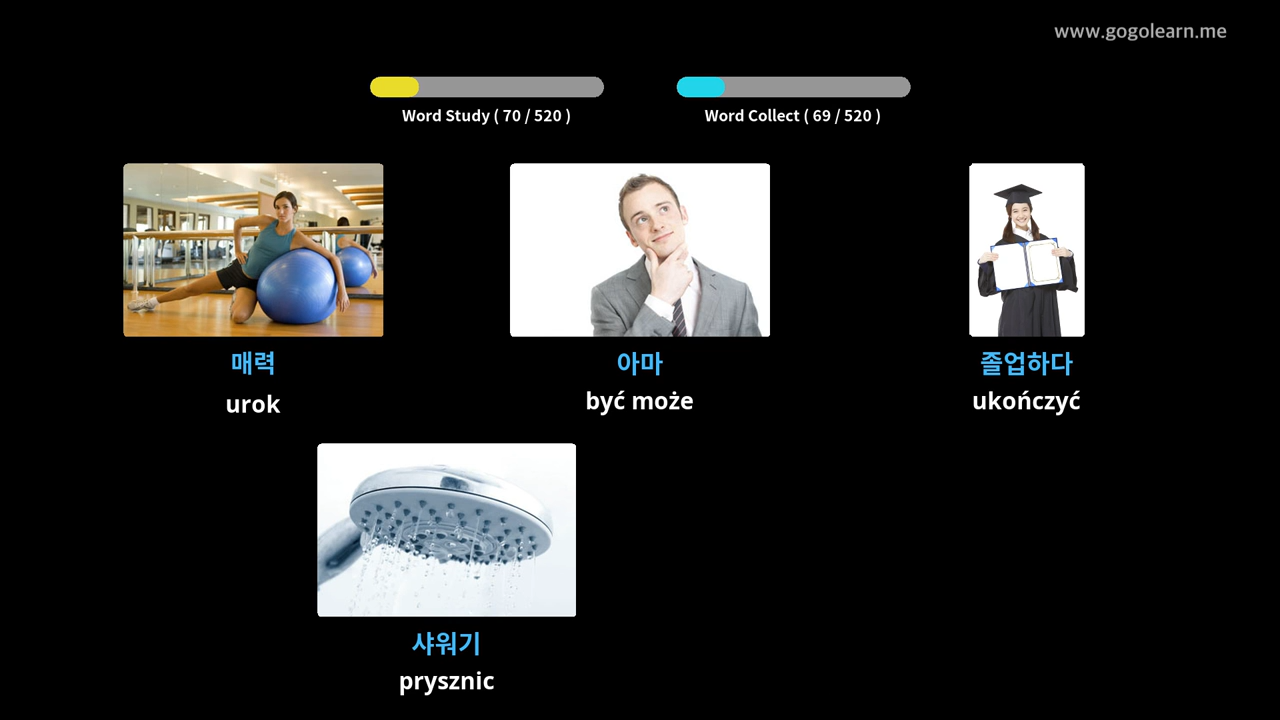 www.gogolearn.me
Word Study ( 70 / 520 )
Word Collect ( 69 / 520 )
매력
urok
아마
być może
졸업하다
ukończyć
샤워기
prysznic